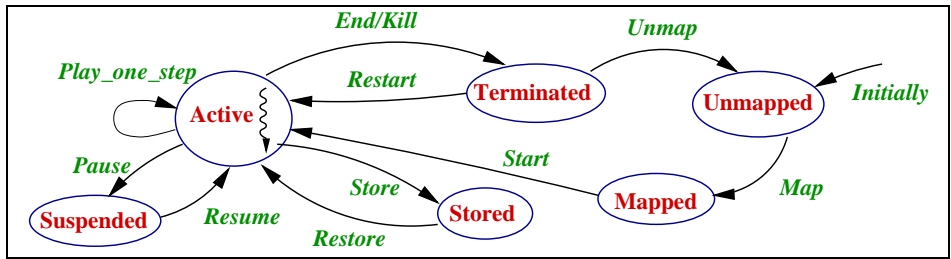 End/Kill
Unmap
Play_one_step
Restart
Terminated
Unmapped
Initially
Active
Pause
Start
Store
Map
Suspended
Resume
Stored
Mapped
Restore